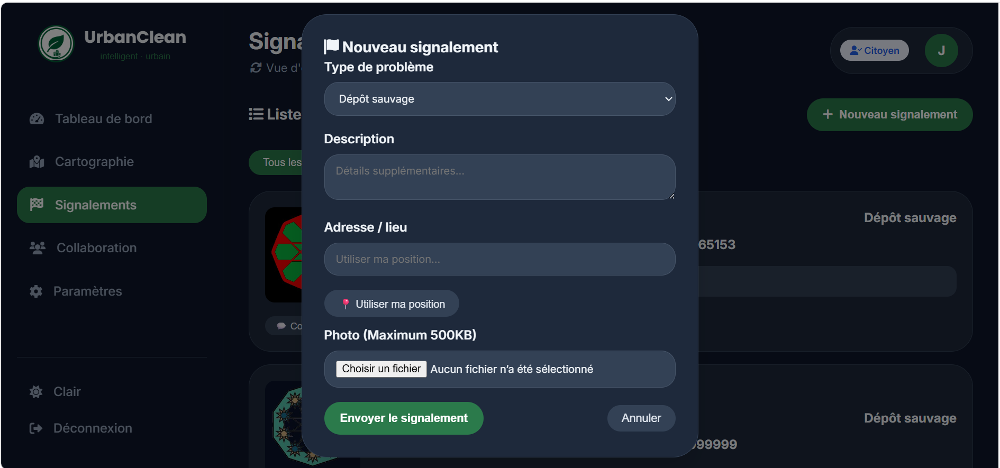 UrbanClean
intelligent · urbain
Tableau de bord
Cartographie
Signalements
Collaboration
Paramètres
Clair
Déconnexion
Vue d'
Liste
Tous les
Citoyen
J
+ Nouveau signalement
Dépôt sauvage
65153
Dépôt sauvage
99999
Nouveau signalement
Type de problème
Dépôt sauvage
Description
Détails supplémentaires...
Adresse / lieu
Utiliser ma position...
Utiliser ma position
Photo (Maximum 500KB)
Choisir un fichier Aucun fichier n’a été sélectionné
Envoyer le signalement
Annuler